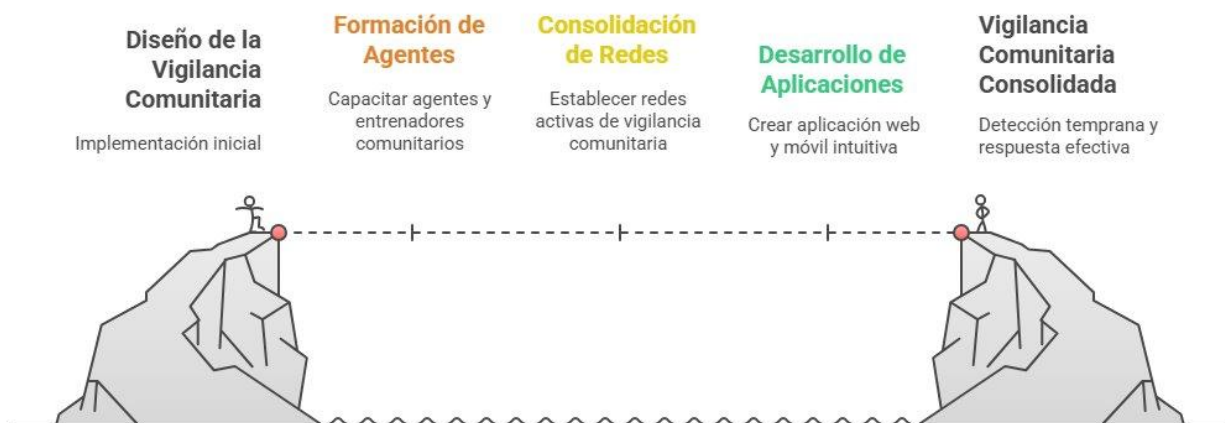 Diseño de la
Vigilancia
Comunitaria
Implementación inicial
Formación de
Agentes
Capacitar agentes y
entrenadores
comunitarios
Consolidación
de Redes
Establecer redes
activas de vigilancia
comunitaria
Desarrollo de
Aplicaciones
Crear aplicación web
y móvil intuitiva
Vigilancia
Comunitaria
Consolidada
Detección temprana y
respuesta efectiva